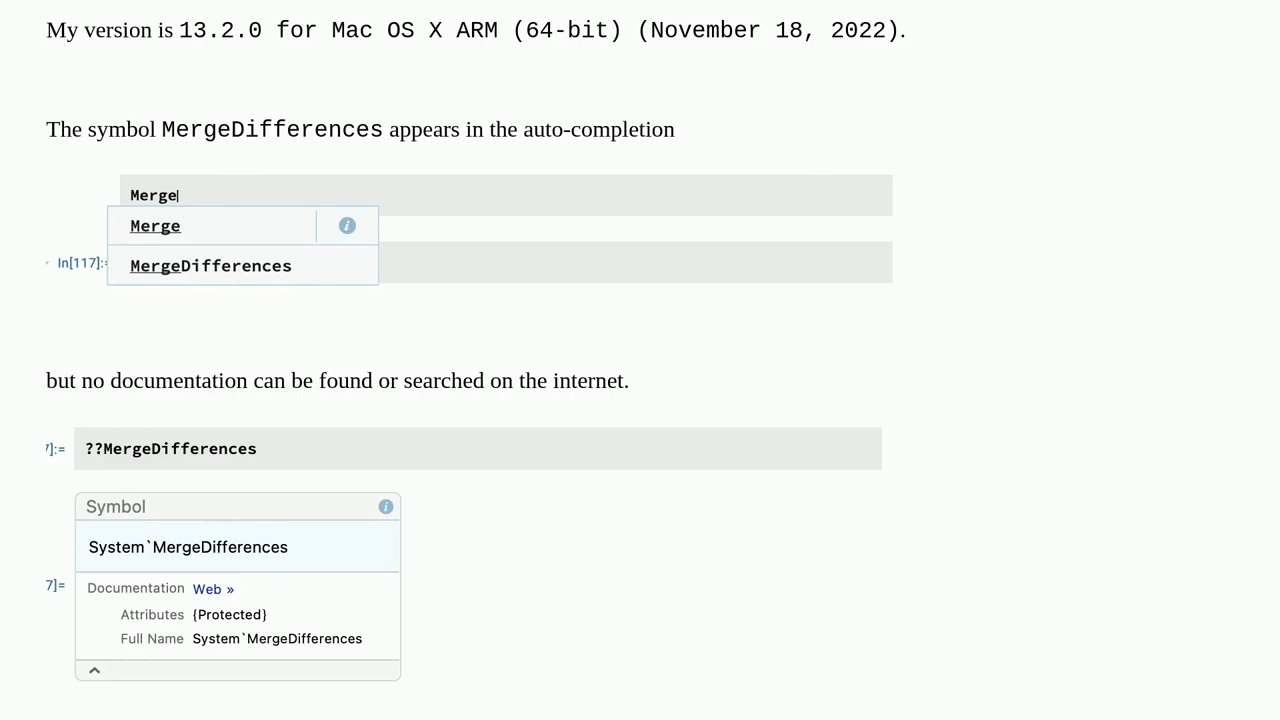 My version is 13.2.0 for Mac OS X ARM (64-bit) (November 18, 2022).
The symbol MergeDifferences appears in the auto-completion
Merge
Merge
In[117]:=
MergeDifferences
but no documentation can be found or searched on the internet.
7]:= ??MergeDifferences
Symbol
System`MergeDifferences
7]=
Documentation Web »
Attributes {Protected}
Full Name System`MergeDifferences